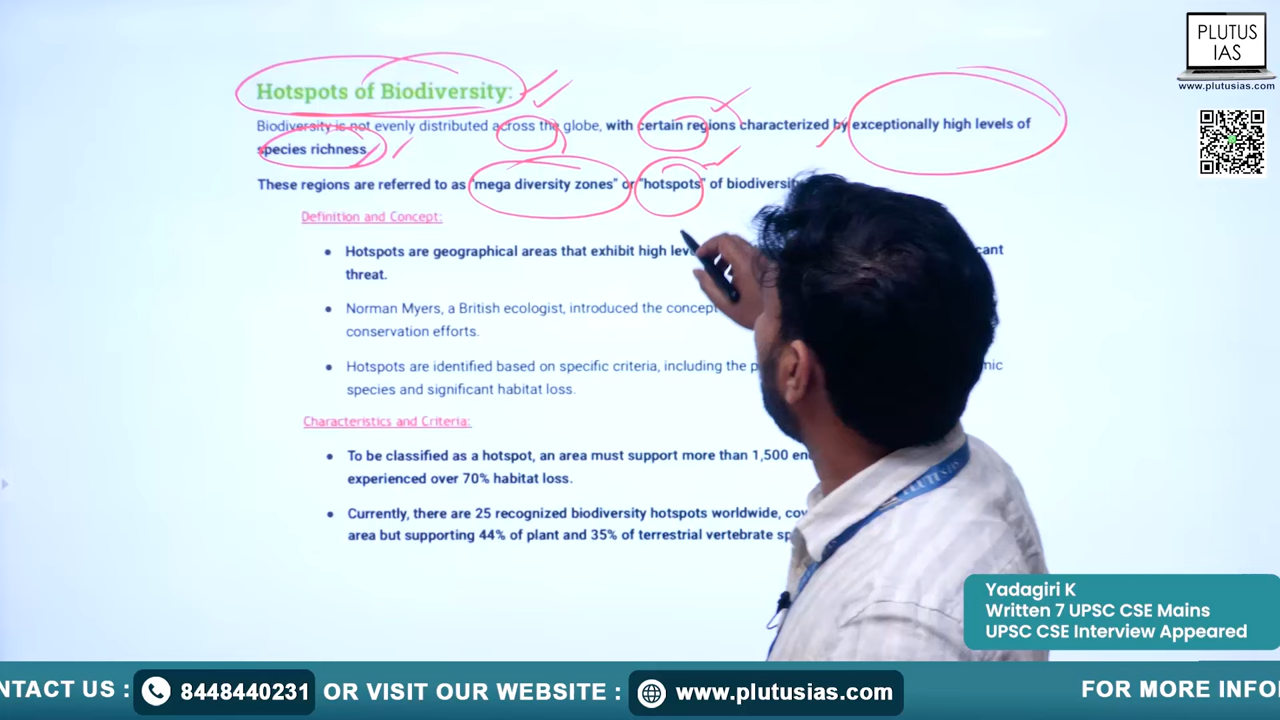 PLUTUS
IAS
www.plutusias.com
Hotspots of Biodiversity:
Biodiversity is not evenly distributed across the globe, with certain regions characterized by exceptionally high levels of
species richness.
These regions are referred to as "mega diversity zones" or "hotspots" of
Definition and Concept:
Hotspots are geographical areas that exhibit high
threat.
Norman Myers, a British ecologist, introduced the concept
conservation efforts.
Hotspots are identified based on specific criteria, including the
species and significant habitat loss.
Characteristics and Criteria:
To be classified as a hotspot, an area must support more than 1,500
experienced over 70% habitat loss.
Currently, there are 25 recognized biodiversity hotspots worldwide,
area but supporting 44% of plant and 35% of terrestrial vertebrate
PLUTUS
Yadagiri K
Written 7 UPSC CSE Mains
UPSC CSE Interview Appeared
NTACT US : 8448440231 OR VISIT OUR WEBSITE : www.plutusias.com FOR MORE INFO